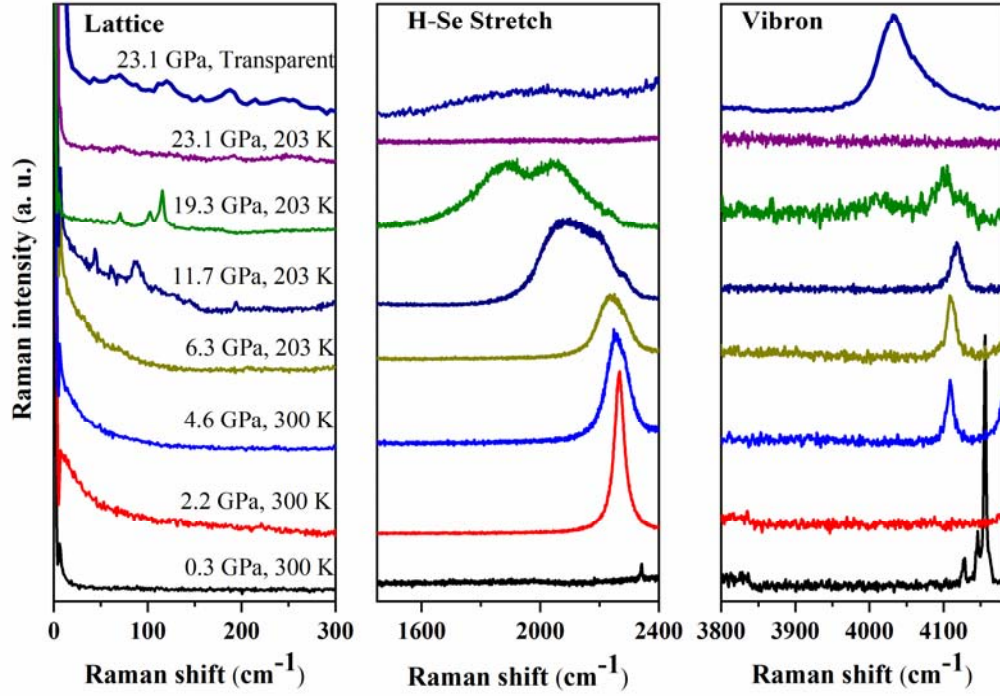 Lattice
H-Se Stretch
Vibron
23.1 GPa, Transparent
23.1 GPa, 203 K
19.3 GPa, 203 K
11.7 GPa, 203 K
6.3 GPa, 203 K
4.6 GPa, 300 K
2.2 GPa, 300 K
0.3 GPa, 300 K
Raman intensity (a. u.)
0 100 200 300
1600 2000 2400
3800 3900 4000 4100
Raman shift (cm⁻¹)
Raman shift (cm⁻¹)
Raman shift (cm⁻¹)